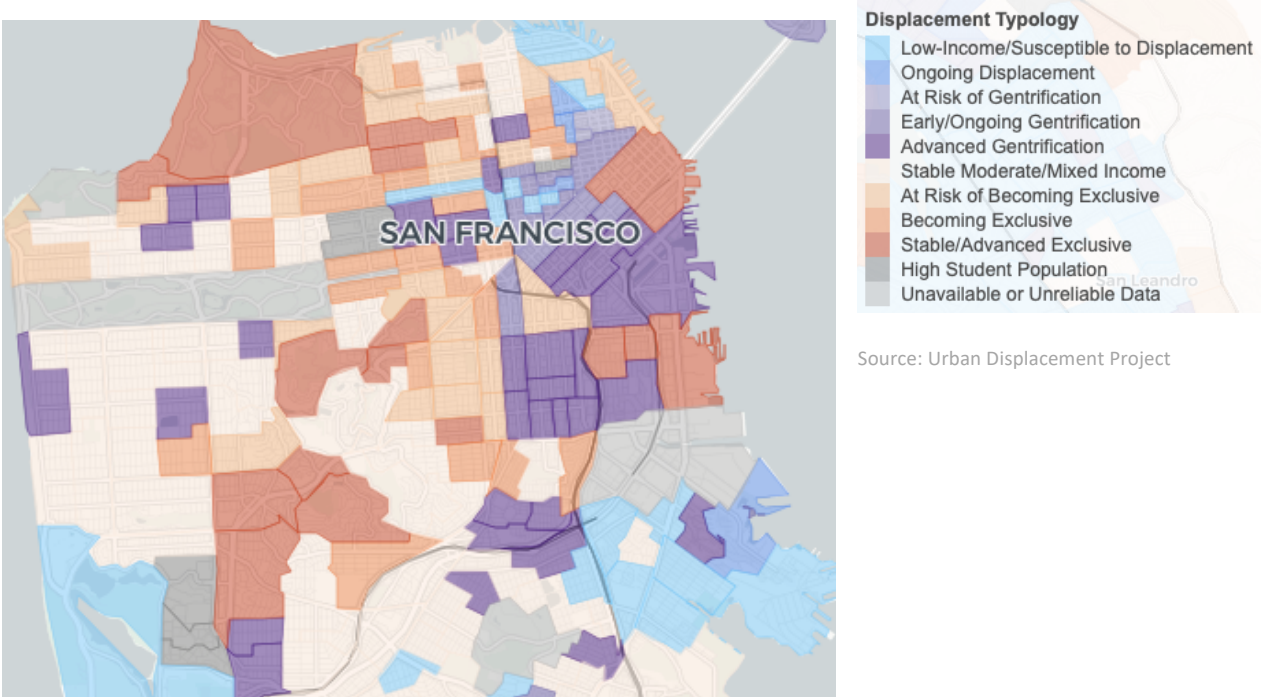 SAN FRANCISCO
Displacement Typology
Low-Income/Susceptible to Displacement
Ongoing Displacement
At Risk of Gentrification
Early/Ongoing Gentrification
Advanced Gentrification
Stable Moderate/Mixed Income
At Risk of Becoming Exclusive
Becoming Exclusive
Stable/Advanced Exclusive
High Student Population
San Leandro
Unavailable or Unreliable Data
Source: Urban Displacement Project